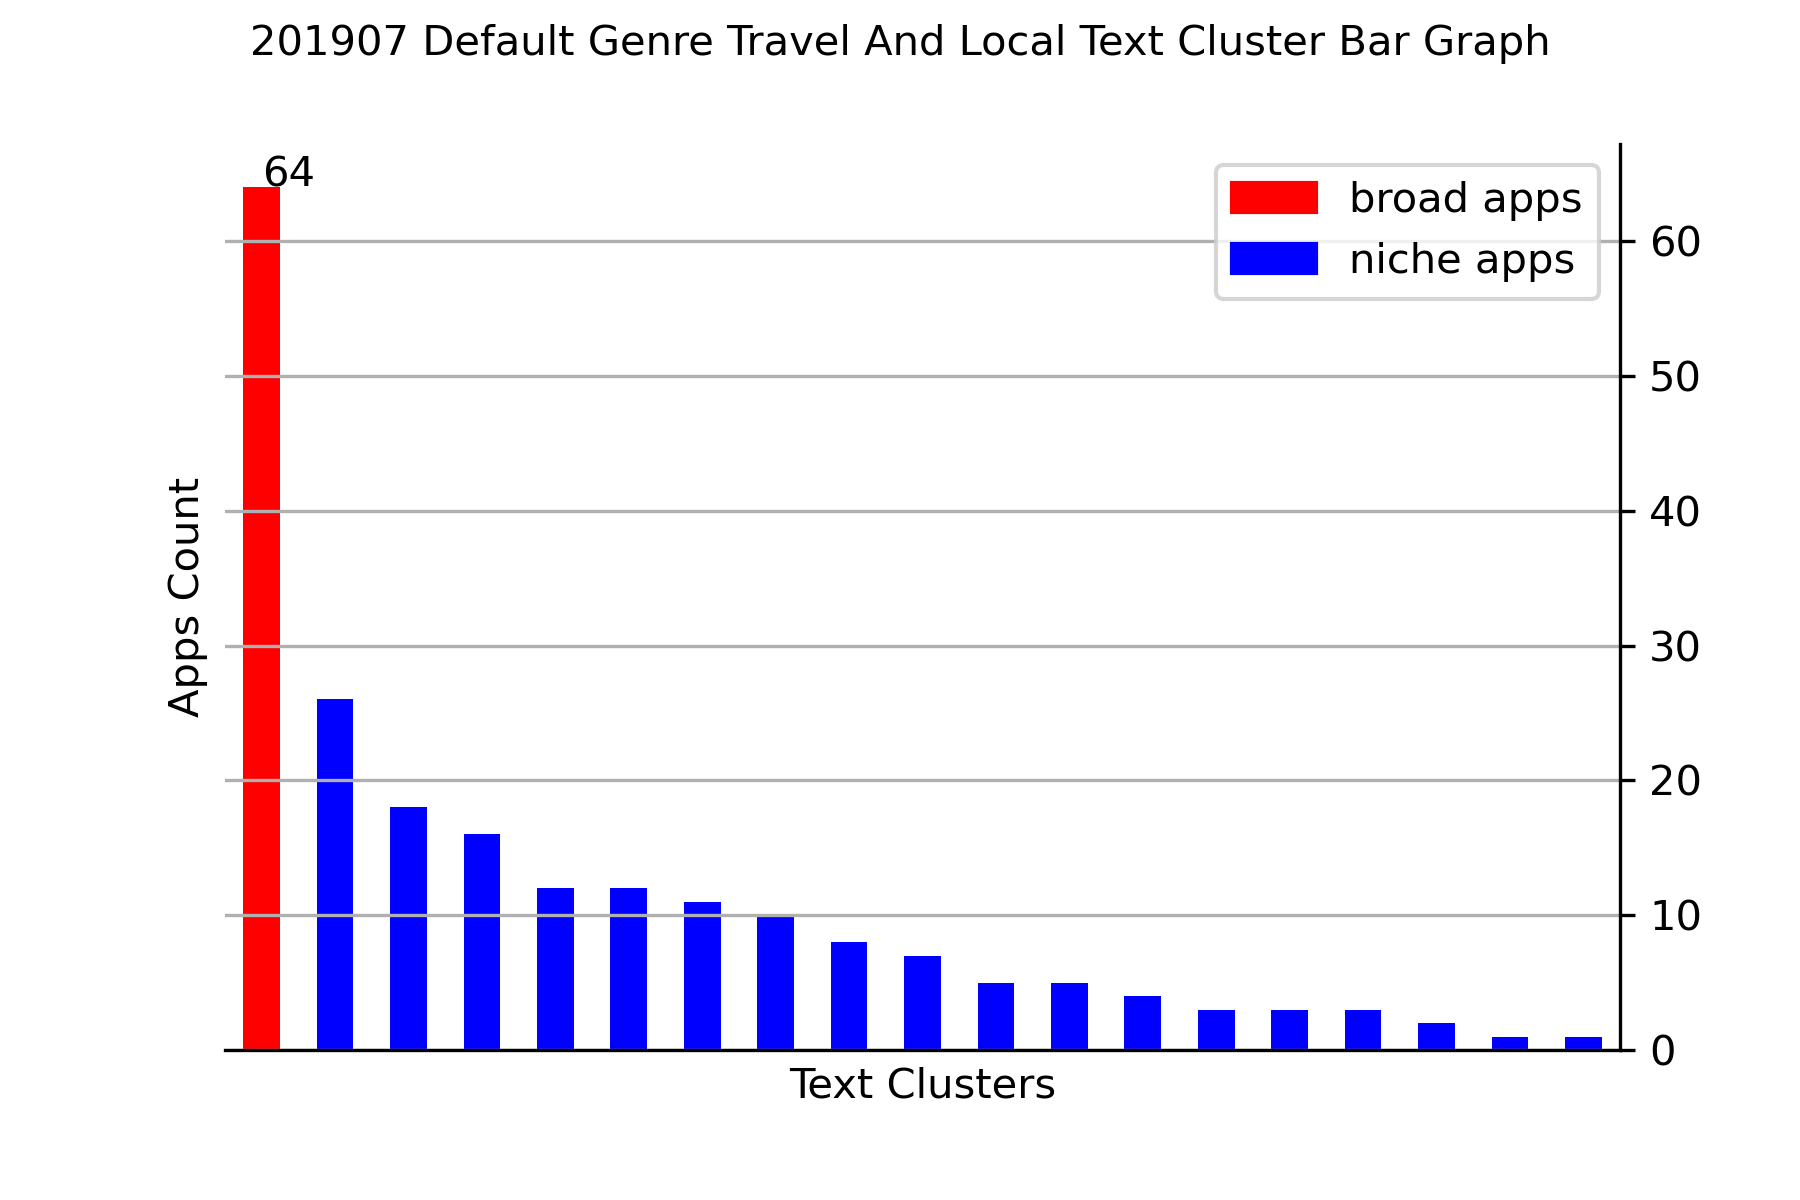 201907 Default Genre Travel And Local Text Cluster Bar Graph
64
broad apps
niche apps
60
50
40
30
20
10
0
Apps Count
Text Clusters